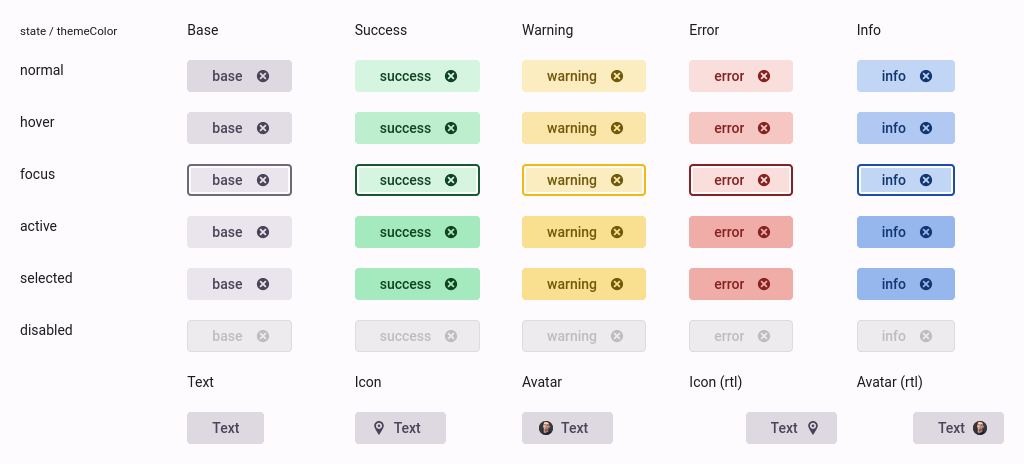 state / themeColor Base Success Warning Error Info
normal base success warning error info
hover base success warning error info
focus base success warning error info
active base success warning error info
selected base success warning error info
disabled base success warning error info
Text Icon Avatar Icon (rtl) Avatar (rtl)
Text Text Text Text Text